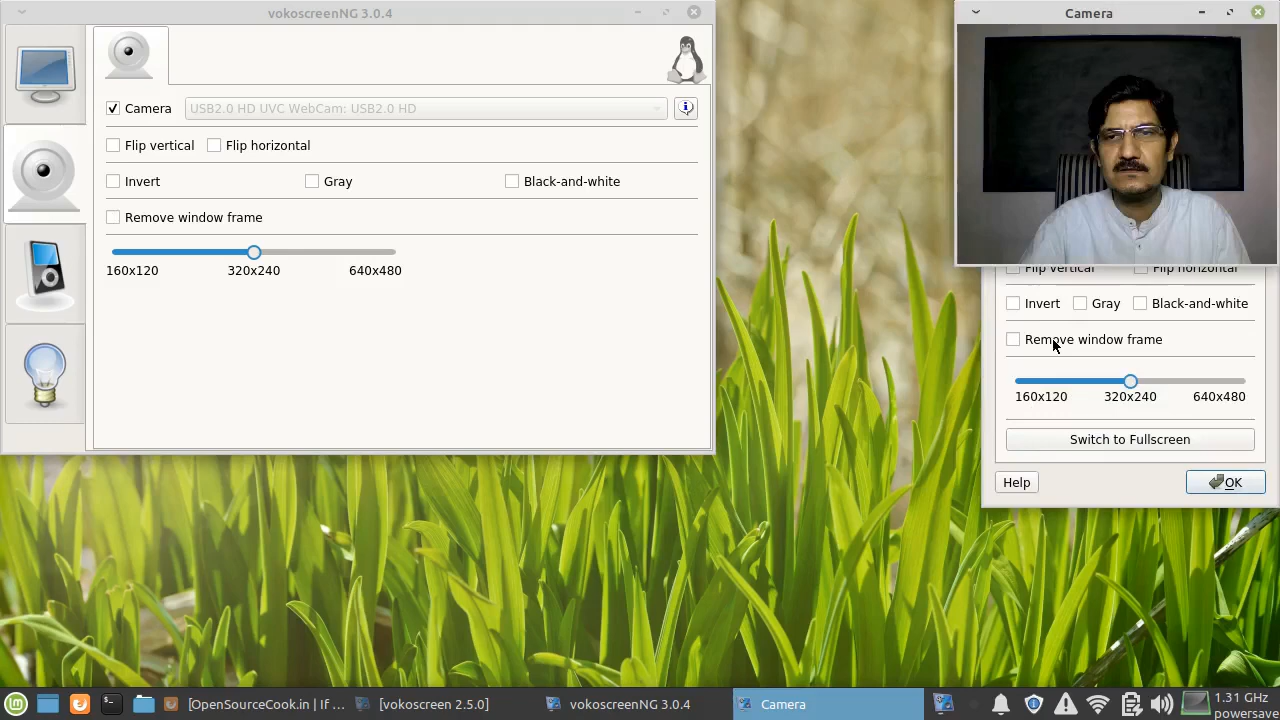 vokoscreenNG 3.0.4
Camera
Camera
USB2.0 HD UVC WebCam: USB2.0 HD
Flip vertical
Flip horizontal
Invert
Gray
Black-and-white
Remove window frame
160x120
320x240
640x480
Flip vertical
Flip horizontal
Invert
Gray
Black-and-white
Remove window frame
160x120
320x240
640x480
Switch to Fullscreen
Help
OK
[OpenSourceCook.in | If ...
[vokoscreen 2.5.0]
vokoscreenNG 3.0.4
Camera
1.31 GHz
powersave